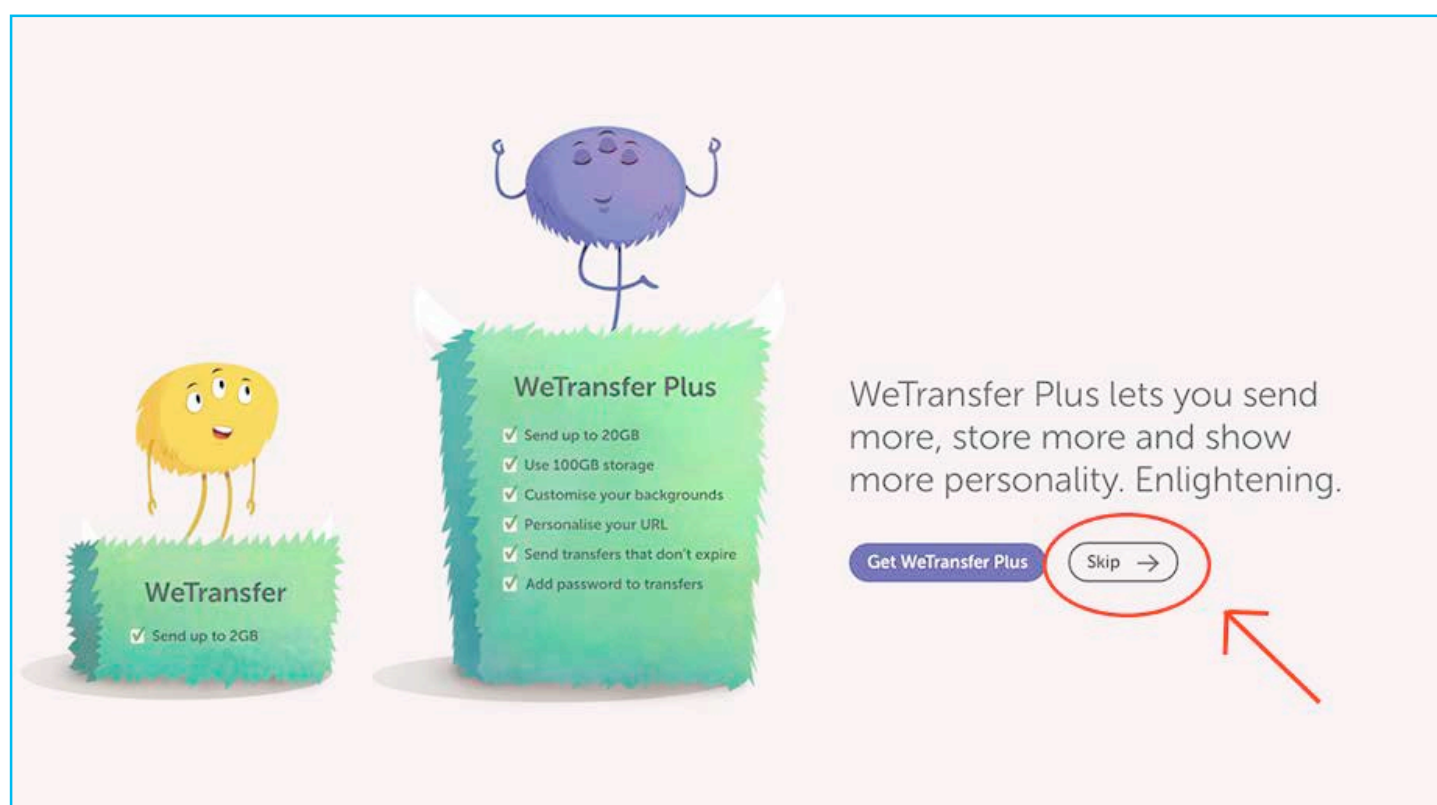 WeTransfer
Send up to 2GB
WeTransfer Plus
Send up to 20GB
Use 100GB storage
Customise your backgrounds
Personalise your URL
Send transfers that don't expire
Add password to transfers
WeTransfer Plus lets you send
more, store more and show
more personality. Enlightening.
Get WeTransfer Plus
Skip →